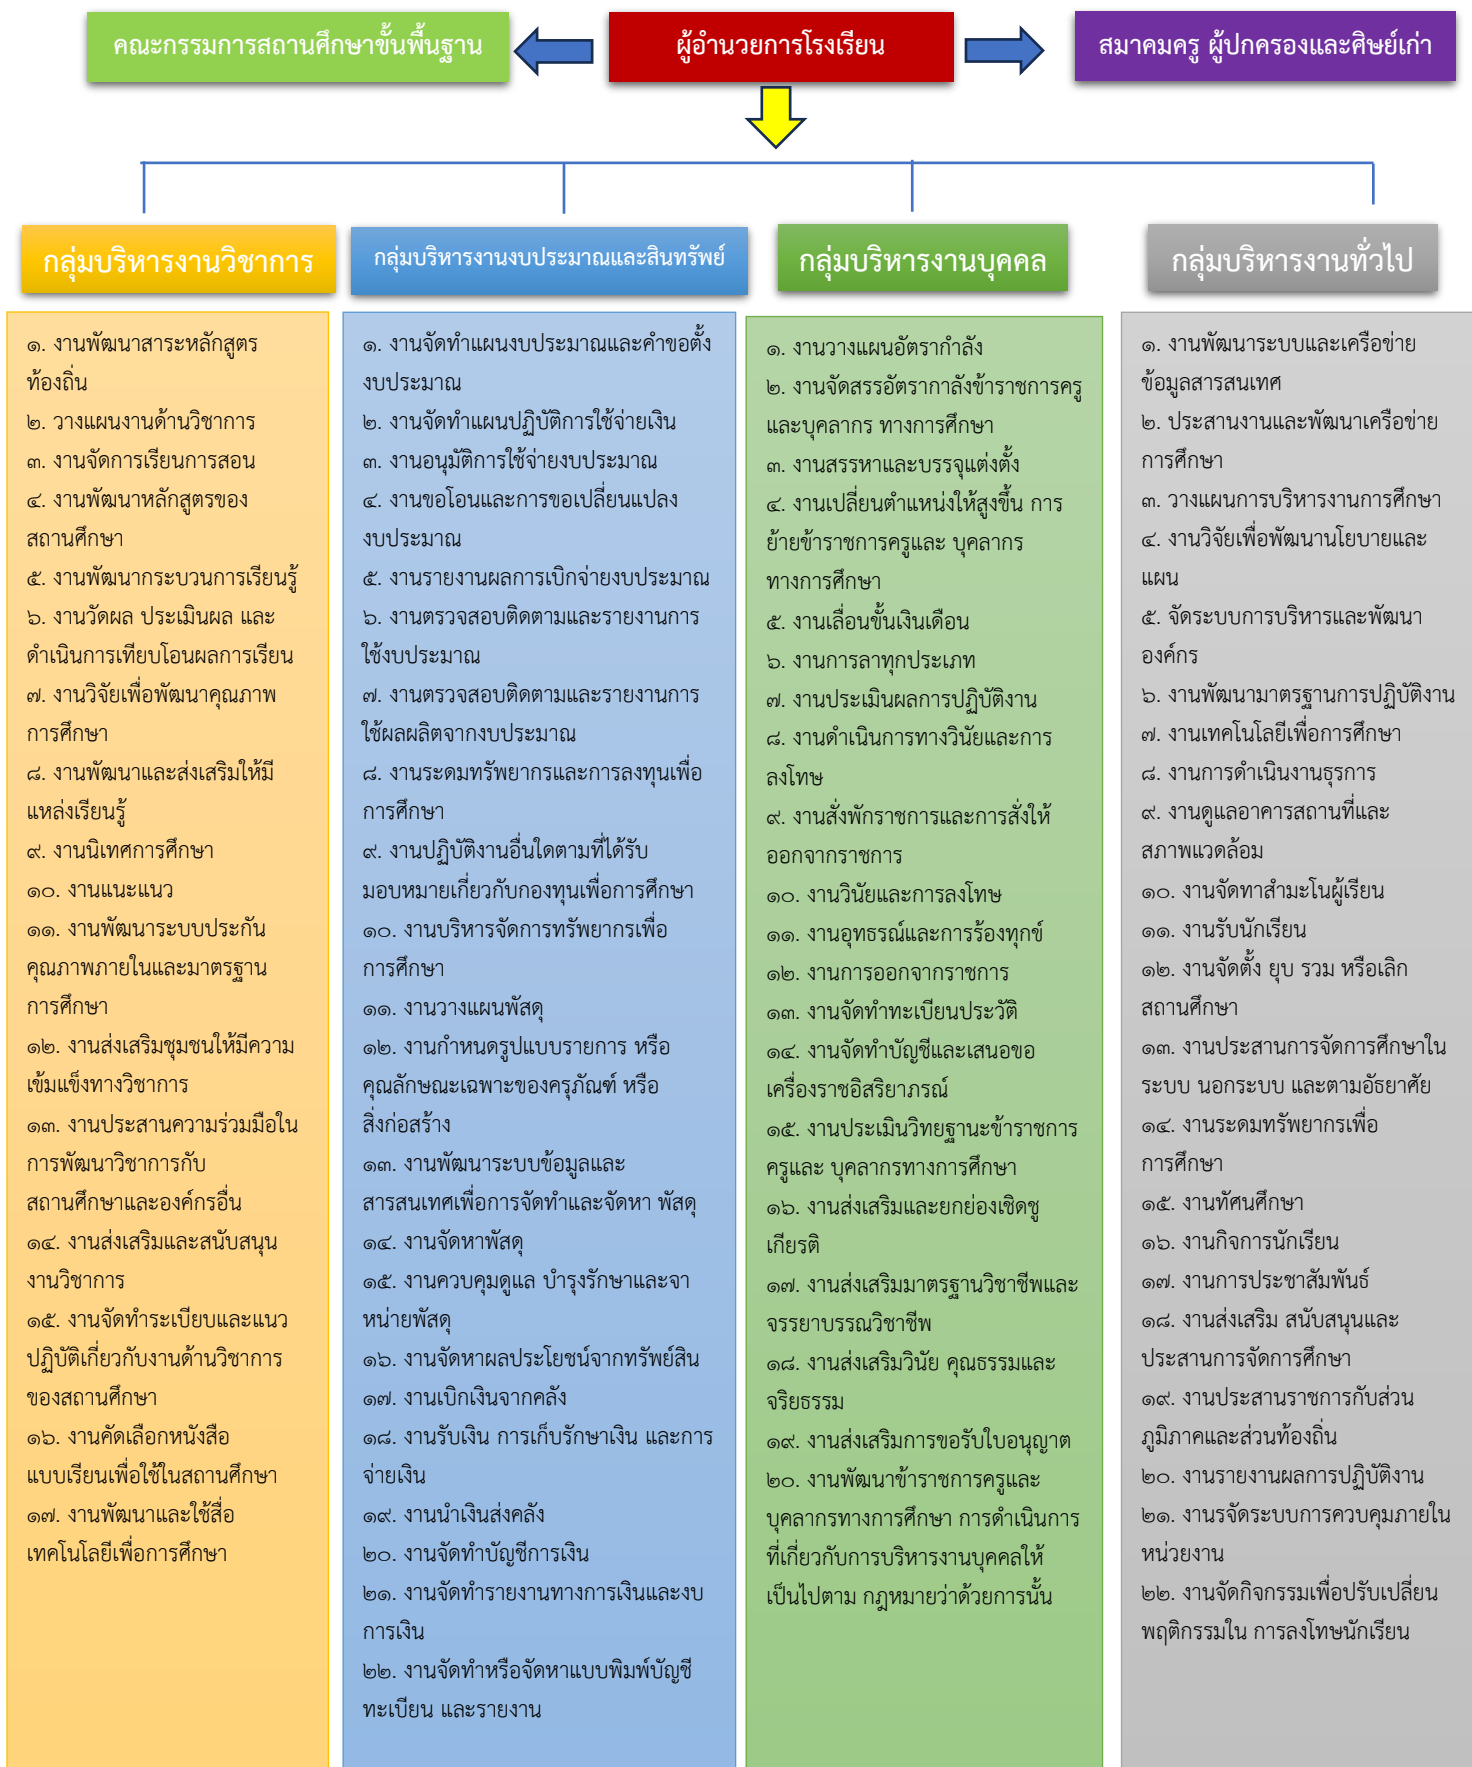 คณะกรรมการสถานศึกษาขั้นพื้นฐาน
ผู้อำนวยการโรงเรียน
สมาคมครู ผู้ปกครองและศิษย์เก่า
กลุ่มบริหารงานวิชาการ
กลุ่มบริหารงานงบประมาณและสินทรัพย์
กลุ่มบริหารงานบุคคล
กลุ่มบริหารงานทั่วไป
๑. งานพัฒนาสาระหลักสูตร
ท้องถิ่น
๒. วางแผนงานด้านวิชาการ
๓. งานจัดการเรียนการสอน
๔. งานพัฒนาหลักสูตรของ
สถานศึกษา
๕. งานพัฒนากระบวนการเรียนรู้
๖. งานวัดผล ประเมินผล และ
ดำเนินการเทียบโอนผลการเรียน
๗. งานวิจัยเพื่อพัฒนาคุณภาพ
การศึกษา
๘. งานพัฒนาและส่งเสริมให้มี
แหล่งเรียนรู้
๙. งานนิเทศการศึกษา
๑๐. งานแนะแนว
๑๑. งานพัฒนาระบบประกัน
คุณภาพภายในและมาตรฐาน
การศึกษา
๑๒. งานส่งเสริมชุมชนให้มีความ
เข้มแข็งทางวิชาการ
๑๓. งานประสานความร่วมมือใน
การพัฒนาวิชาการกับ
สถานศึกษาและองค์กรอื่น
๑๔. งานส่งเสริมและสนับสนุน
งานวิชาการ
๑๕. งานจัดทำระเบียบและแนว
ปฏิบัติเกี่ยวกับงานด้านวิชาการ
ของสถานศึกษา
๑๖. งานคัดเลือกหนังสือ
แบบเรียนเพื่อใช้ในสถานศึกษา
๑๗. งานพัฒนาและใช้สื่อ
เทคโนโลยีเพื่อการศึกษา
๑. งานจัดทำแผนงบประมาณและคำขอตั้ง
งบประมาณ
๒. งานจัดทำแผนปฏิบัติการใช้จ่ายเงิน
๓. งานอนุมัติการใช้จ่ายงบประมาณ
๔. งานขอโอนและการขอเปลี่ยนแปลง
งบประมาณ
๕. งานรายงานผลการเบิกจ่ายงบประมาณ
๖. งานตรวจสอบติดตามและรายงานการ
ใช้งบประมาณ
๗. งานตรวจสอบติดตามและรายงานการ
ใช้ผลผลิตจากงบประมาณ
๘. งานระดมทรัพยากรและการลงทุนเพื่อ
การศึกษา
๙. งานปฏิบัติงานอื่นใดตามที่ได้รับ
มอบหมายเกี่ยวกับกองทุนเพื่อการศึกษา
๑๐. งานบริหารจัดการทรัพยากรเพื่อ
การศึกษา
๑๑. งานวางแผนพัสดุ
๑๒. งานกำหนดรูปแบบรายการ หรือ
คุณลักษณะเฉพาะของครุภัณฑ์ หรือ
สิ่งก่อสร้าง
๑๓. งานพัฒนาระบบข้อมูลและ
สารสนเทศเพื่อการจัดทำและจัดหา พัสดุ
๑๔. งานจัดหาพัสดุ
๑๕. งานควบคุมดูแล บำรุงรักษาและจา
หน่ายพัสดุ
๑๖. งานจัดหาผลประโยชน์จากทรัพย์สิน
๑๗. งานเบิกเงินจากคลัง
๑๘. งานรับเงิน การเก็บรักษาเงิน และการ
จ่ายเงิน
๑๙. งานนำเงินส่งคลัง
๒๐. งานจัดทำบัญชีการเงิน
๒๑. งานจัดทำรายงานทางการเงินและงบ
การเงิน
๒๒. งานจัดทำหรือจัดหาแบบพิมพ์บัญชี
ทะเบียน และรายงาน
๑. งานวางแผนอัตรากำลัง
๒. งานจัดสรรอัตรากาลังข้าราชการครู
และบุคลากร ทางการศึกษา
๓. งานสรรหาและบรรจุแต่งตั้ง
๔. งานเปลี่ยนตำแหน่งให้สูงขึ้น การ
ย้ายข้าราชการครูและ บุคลากร
ทางการศึกษา
๕. งานเลื่อนขั้นเงินเดือน
๖. งานการลาทุกประเภท
๗. งานประเมินผลการปฏิบัติงาน
๘. งานดำเนินการทางวินัยและการ
ลงโทษ
๙. งานสั่งพักราชการและการสั่งให้
ออกจากราชการ
๑๐. งานวินัยและการลงโทษ
๑๑. งานอุทธรณ์และการร้องทุกข์
๑๒. งานการออกจากราชการ
๑๓. งานจัดทำทะเบียนประวัติ
๑๔. งานจัดทำบัญชีและเสนอขอ
เครื่องราชอิสริยาภรณ์
๑๕. งานประเมินวิทยฐานะข้าราชการ
ครูและ บุคลากรทางการศึกษา
๑๖. งานส่งเสริมและยกย่องเชิดชู
เกียรติ
๑๗. งานส่งเสริมมาตรฐานวิชาชีพและ
จรรยาบรรณวิชาชีพ
๑๘. งานส่งเสริมวินัย คุณธรรมและ
จริยธรรม
๑๙. งานส่งเสริมการขอรับใบอนุญาต
๒๐. งานพัฒนาข้าราชการครูและ
บุคลากรทางการศึกษา การดำเนินการ
ที่เกี่ยวกับการบริหารงานบุคคลให้
เป็นไปตาม กฎหมายว่าด้วยการนั้น
๑. งานพัฒนาระบบและเครือข่าย
ข้อมูลสารสนเทศ
๒. ประสานงานและพัฒนาเครือข่าย
การศึกษา
๓. วางแผนการบริหารงานการศึกษา
๔. งานวิจัยเพื่อพัฒนานโยบายและ
แผน
๕. จัดระบบการบริหารและพัฒนา
องค์กร
๖. งานพัฒนามาตรฐานการปฏิบัติงาน
๗. งานเทคโนโลยีเพื่อการศึกษา
๘. งานการดำเนินงานธุรการ
๙. งานดูแลอาคารสถานที่และ
สภาพแวดล้อม
๑๐. งานจัดทาสำมะโนผู้เรียน
๑๑. งานรับนักเรียน
๑๒. งานจัดตั้ง ยุบ รวม หรือเลิก
สถานศึกษา
๑๓. งานประสานการจัดการศึกษาใน
ระบบ นอกระบบ และตามอัธยาศัย
๑๔. งานระดมทรัพยากรเพื่อ
การศึกษา
๑๕. งานทัศนศึกษา
๑๖. งานกิจการนักเรียน
๑๗. งานการประชาสัมพันธ์
๑๘. งานส่งเสริม สนับสนุนและ
ประสานการจัดการศึกษา
๑๙. งานประสานราชการกับส่วน
ภูมิภาคและส่วนท้องถิ่น
๒๐. งานรายงานผลการปฏิบัติงาน
๒๑. งานรจัดระบบการควบคุมภายใน
หน่วยงาน
๒๒. งานจัดกิจกรรมเพื่อปรับเปลี่ยน
พฤติกรรมใน การลงโทษนักเรียน